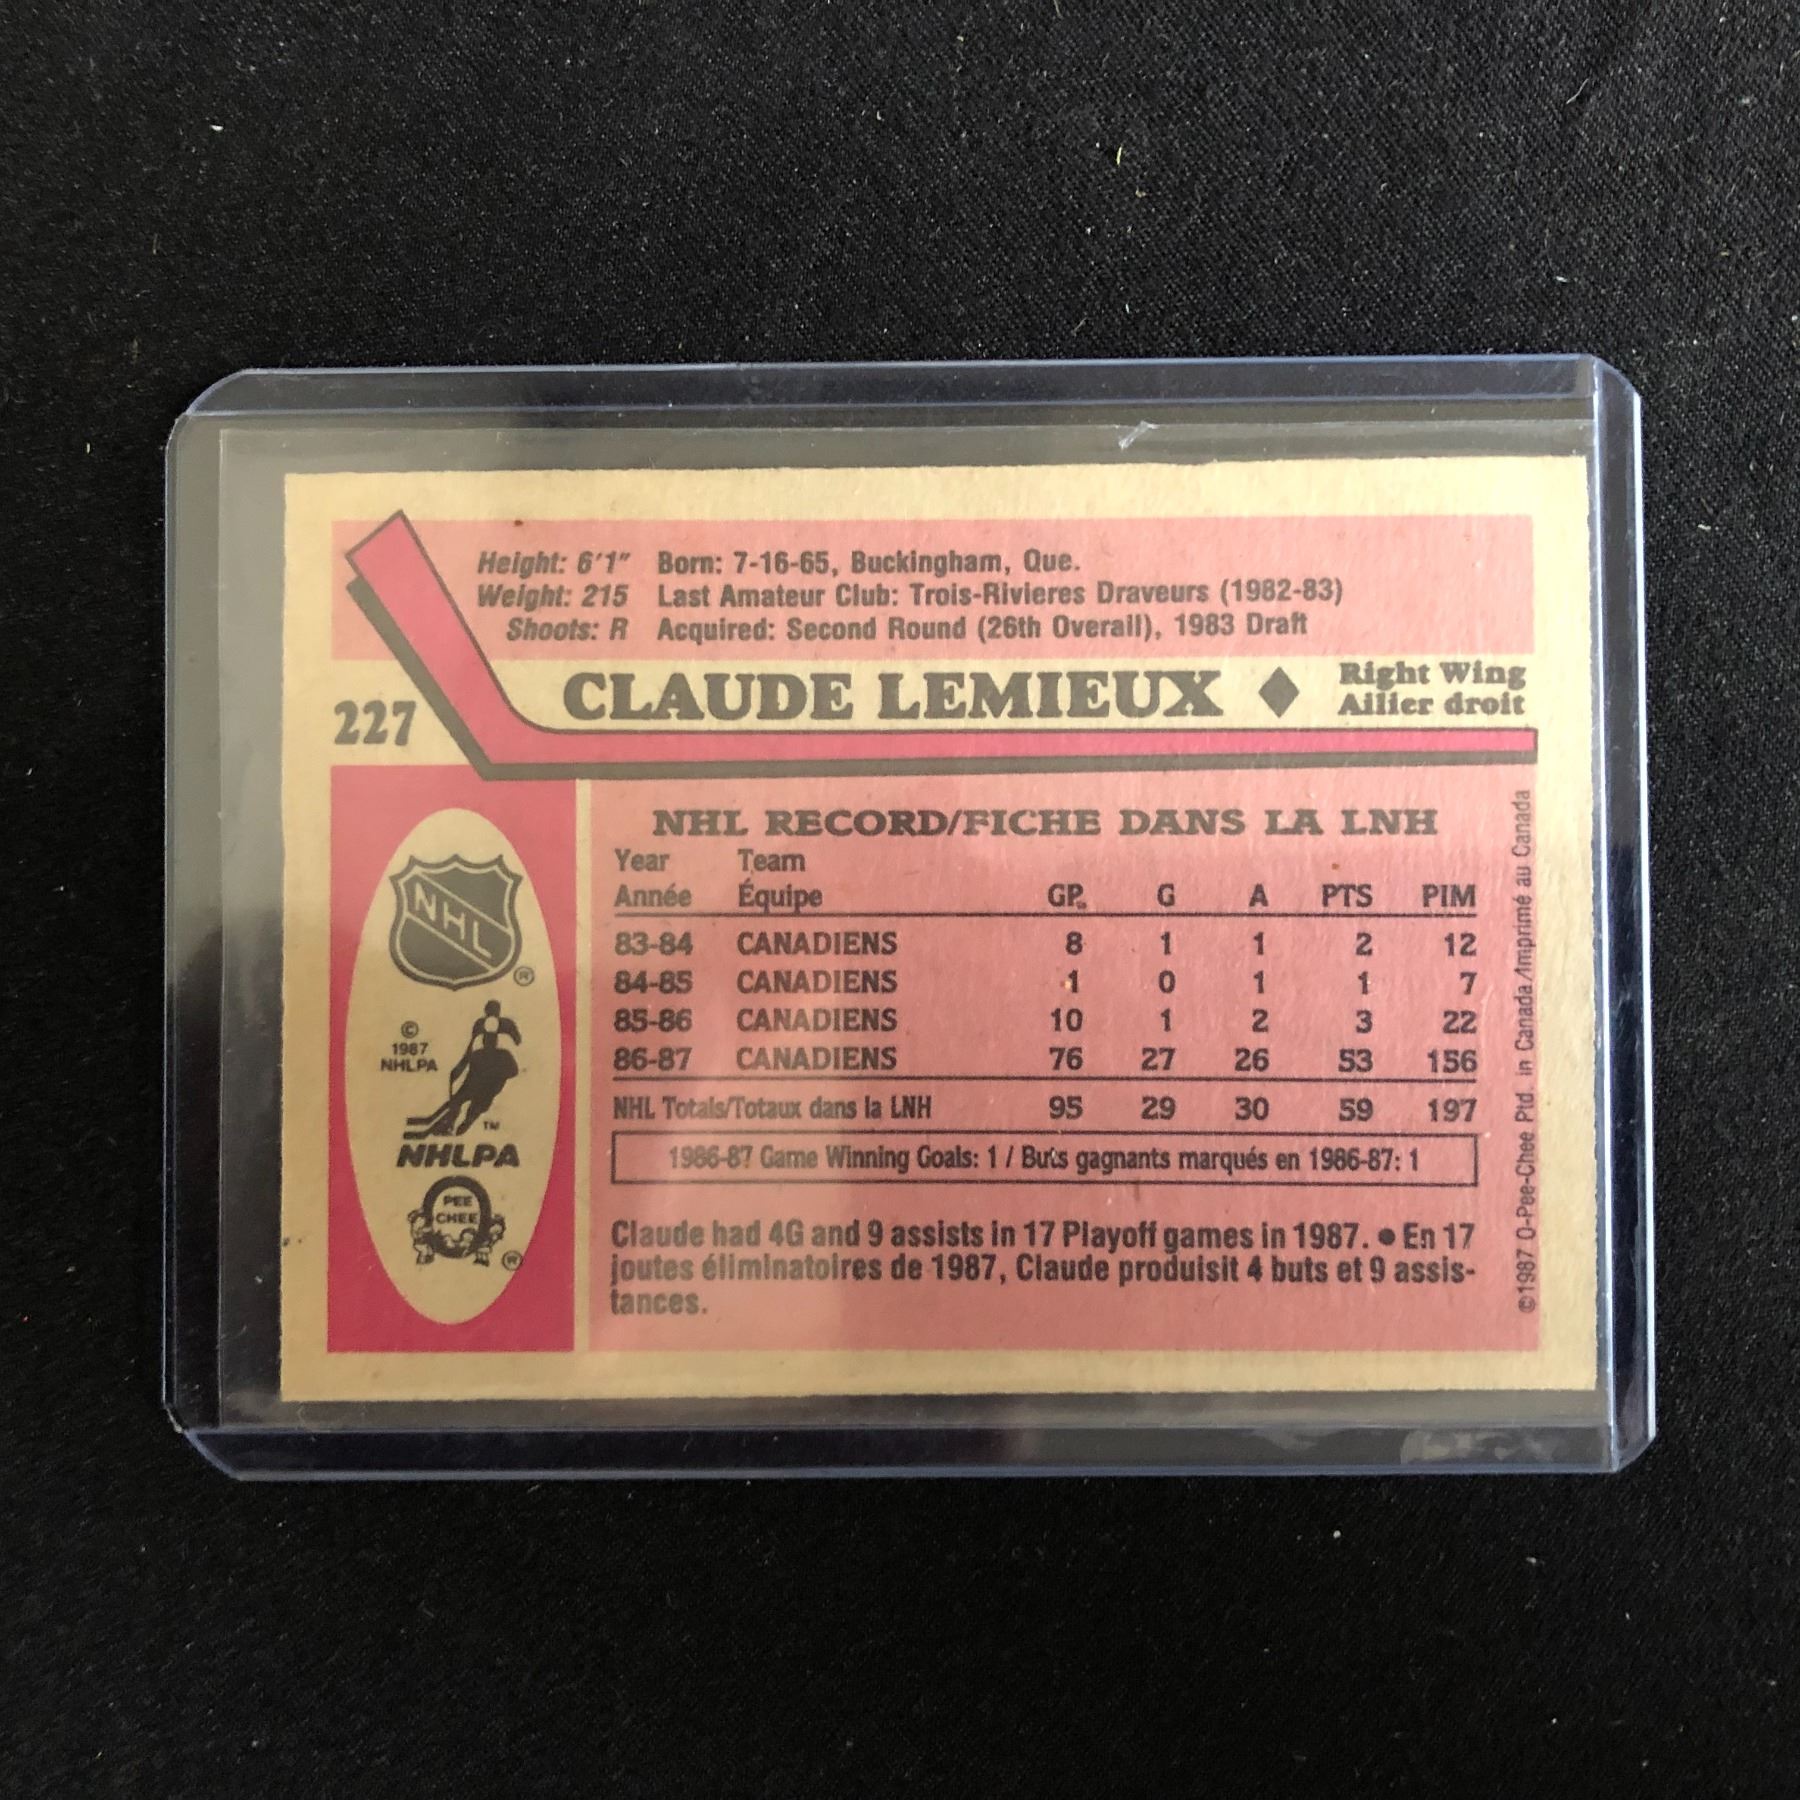 Height: 6'1" Born: 7-16-65, Buckingham, Que.
Weight: 215 Last Amateur Club: Trois-Rivieres Draveurs (1982-83)
Shoots: R Acquired: Second Round (26th Overall), 1983 Draft
227
CLAUDE LEMIEUX ♦ Right Wing
Ailier droit
NHL
®
©
1987
NHLPA
TM
NHLPA
PEE
CHEE
®
NHL RECORD/FICHE DANS LA LNH
Year Team
Année Équipe GP. G A PTS PIM
83-84 CANADIENS 8 1 1 2 12
84-85 CANADIENS 1 0 1 1 7
85-86 CANADIENS 10 1 2 3 22
86-87 CANADIENS 76 27 26 53 156
NHL Totals/Totaux dans la LNH 95 29 30 59 197
1986-87 Game Winning Goals: 1 / Buts gagnants marqués en 1986-87: 1
Claude had 4G and 9 assists in 17 Playoff games in 1987. ● En 17
joutes éliminatoires de 1987, Claude produisit 4 buts et 9 assis-
tances.
©1987 O-Pee-Chee Ptd. in Canada/Imprimé au Canada